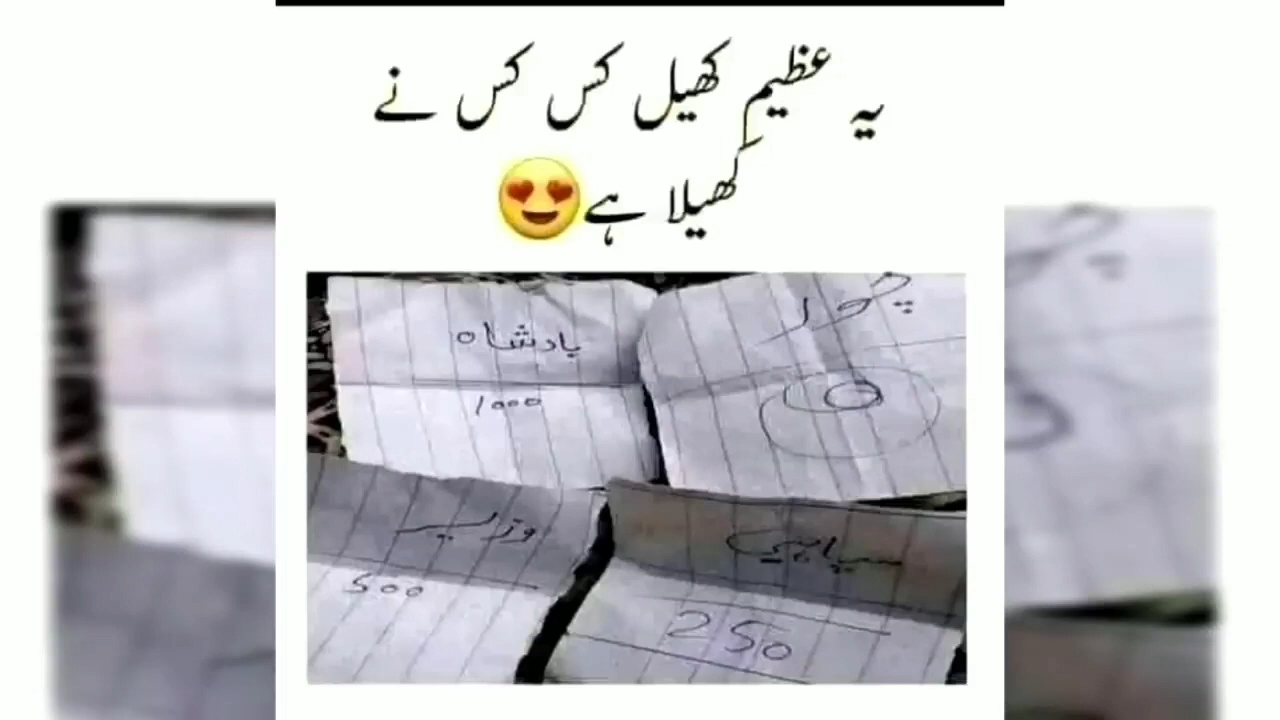 یہ عظیم کھیل کس کس نے
کھیلا ہے😍
بادشاہ
1000
چور
0
وزیر
500
سپاہی
250